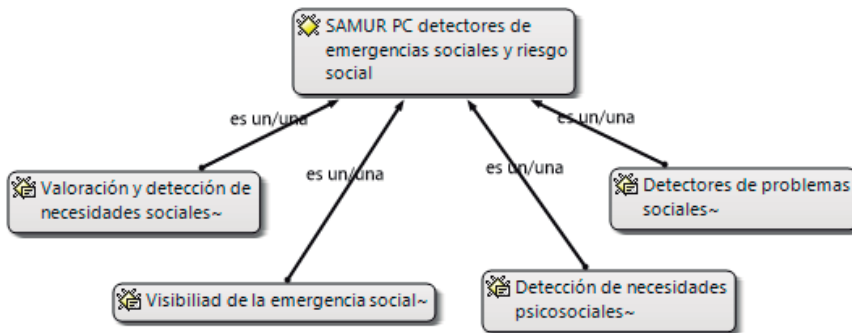 SAMUR PC detectores de
emergencias sociales y riesgo
social
es un/una
es un/una
es un/una
es un/una
Valoración y detección de
necesidades sociales~
Detectores de problemas
sociales~
Visibiliad de la emergencia social~
Detección de necesidades
psicosociales~